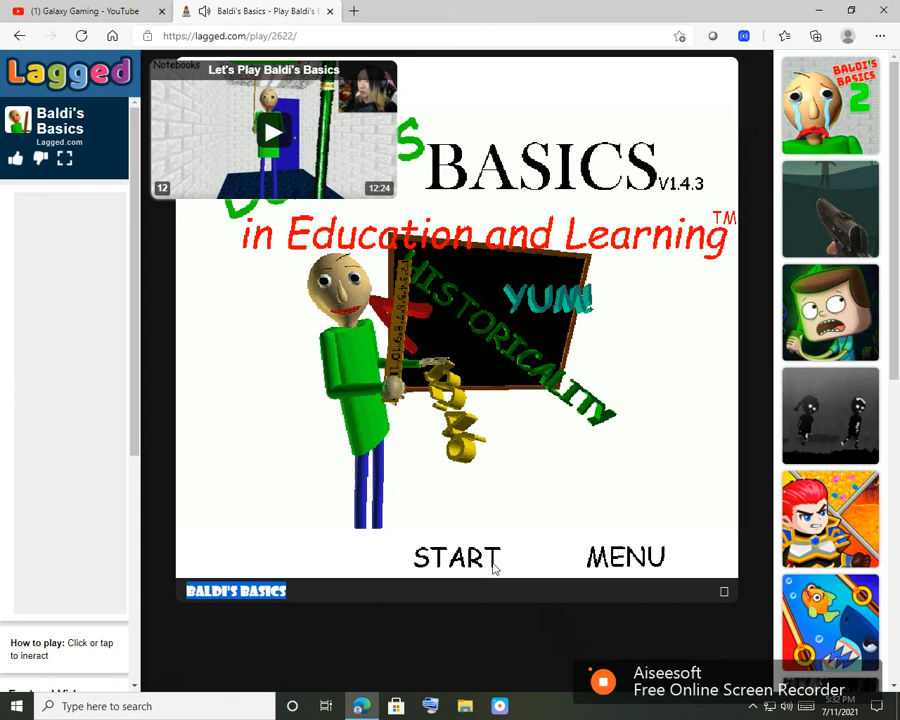 (1) Galaxy Gaming - YouTube
Baldi's Basics - Play Baldi's B
https://lagged.com/play/2622/
Lagged
Baldi's
Basics
Lagged.com
Notebooks
Let's Play Baldi's Basics
12
12:24
BASICS V1.4.3
in Education and Learning TM
HISTORICALITY
YUM!
START
MENU
BALDI'S BASICS
BALDI'S
BASICS
2
How to play: Click or tap
to ineract
Aiseesoft
Free Online Screen Recorder
Type here to search
5:32 PM
7/11/2021